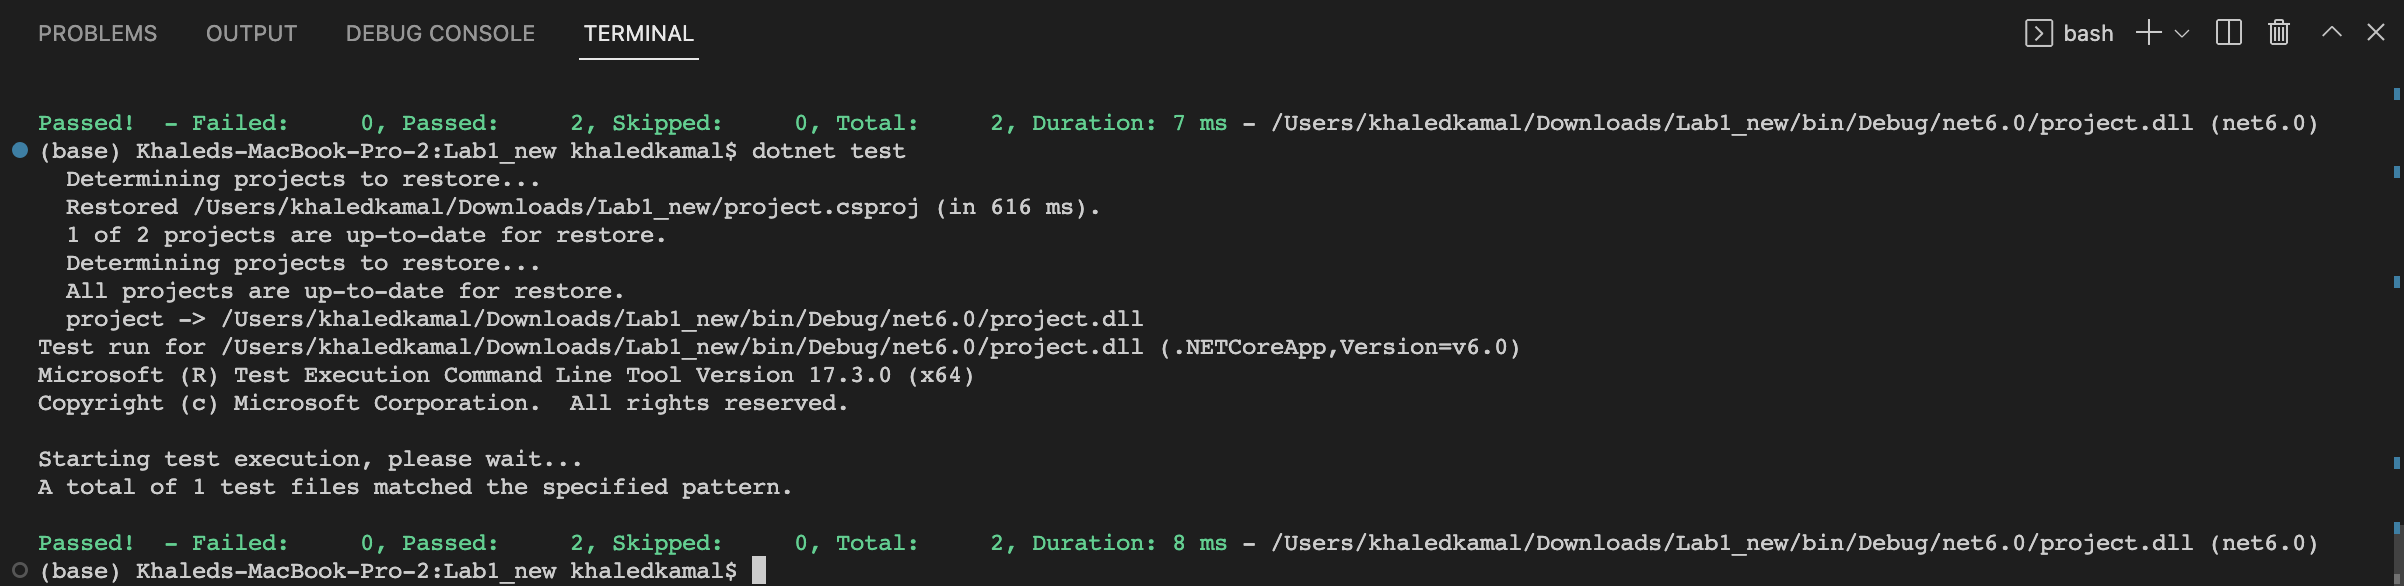 PROBLEMS OUTPUT DEBUG CONSOLE TERMINAL bash
Passed!  - Failed:     0, Passed:     2, Skipped:     0, Total:     2, Duration: 7 ms - /Users/khaledkamal/Downloads/Lab1_new/bin/Debug/net6.0/project.dll (net6.0)
(base) Khaleds-MacBook-Pro-2:Lab1_new khaledkamal$ dotnet test
  Determining projects to restore...
  Restored /Users/khaledkamal/Downloads/Lab1_new/project.csproj (in 616 ms).
  1 of 2 projects are up-to-date for restore.
  Determining projects to restore...
  All projects are up-to-date for restore.
  project -> /Users/khaledkamal/Downloads/Lab1_new/bin/Debug/net6.0/project.dll
Test run for /Users/khaledkamal/Downloads/Lab1_new/bin/Debug/net6.0/project.dll (.NETCoreApp,Version=v6.0)
Microsoft (R) Test Execution Command Line Tool Version 17.3.0 (x64)
Copyright (c) Microsoft Corporation.  All rights reserved.
Starting test execution, please wait...
A total of 1 test files matched the specified pattern.
Passed!  - Failed:     0, Passed:     2, Skipped:     0, Total:     2, Duration: 8 ms - /Users/khaledkamal/Downloads/Lab1_new/bin/Debug/net6.0/project.dll (net6.0)
(base) Khaleds-MacBook-Pro-2:Lab1_new khaledkamal$